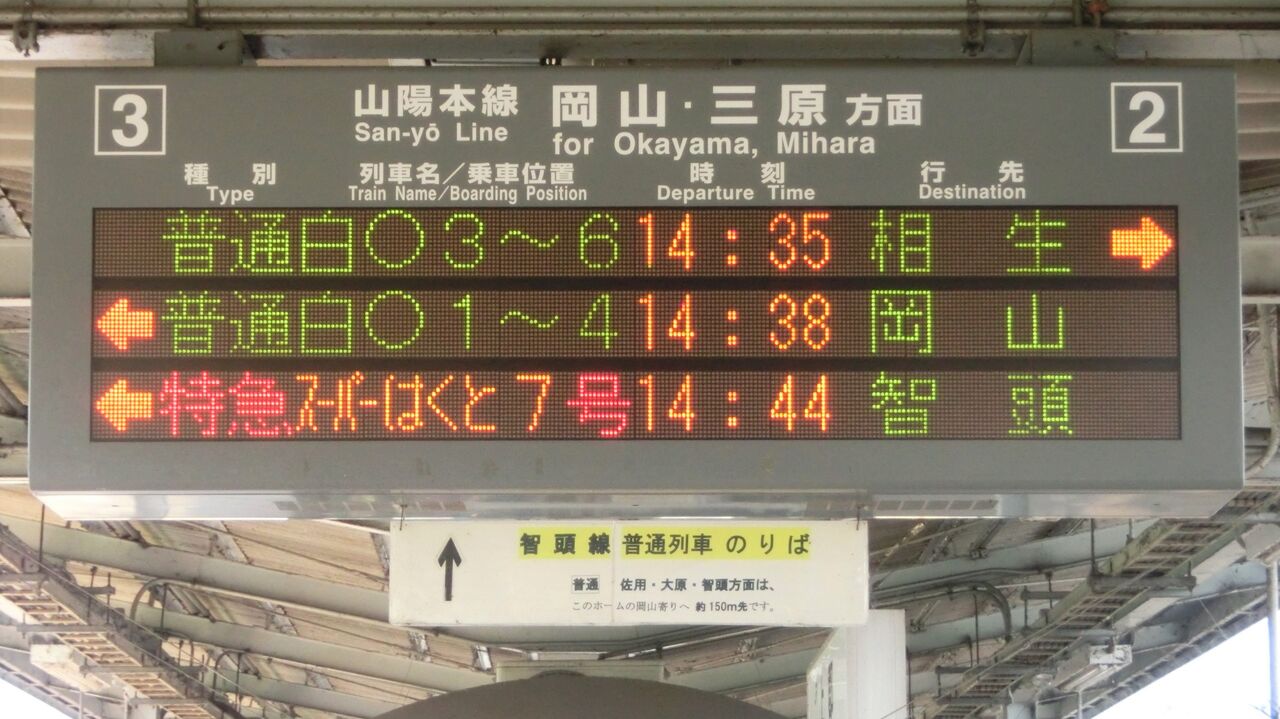 3 山陽本線 岡山・三原 方面 2
San-yō Line for Okayama, Mihara
種別 列車名／乗車位置 時刻 行先
Type Train Name/Boarding Position Departure Time Destination
普通 白○3〜6 14:35 相生 →
← 普通 白○1〜4 14:38 岡山
← 特急 ｽｰﾊﾟｰはくと7号 14:44 智頭
↑ 智頭線 普通列車 のりば
普通 佐用・大原・智頭方面は、
このホームの岡山寄りへ 約150m先です。